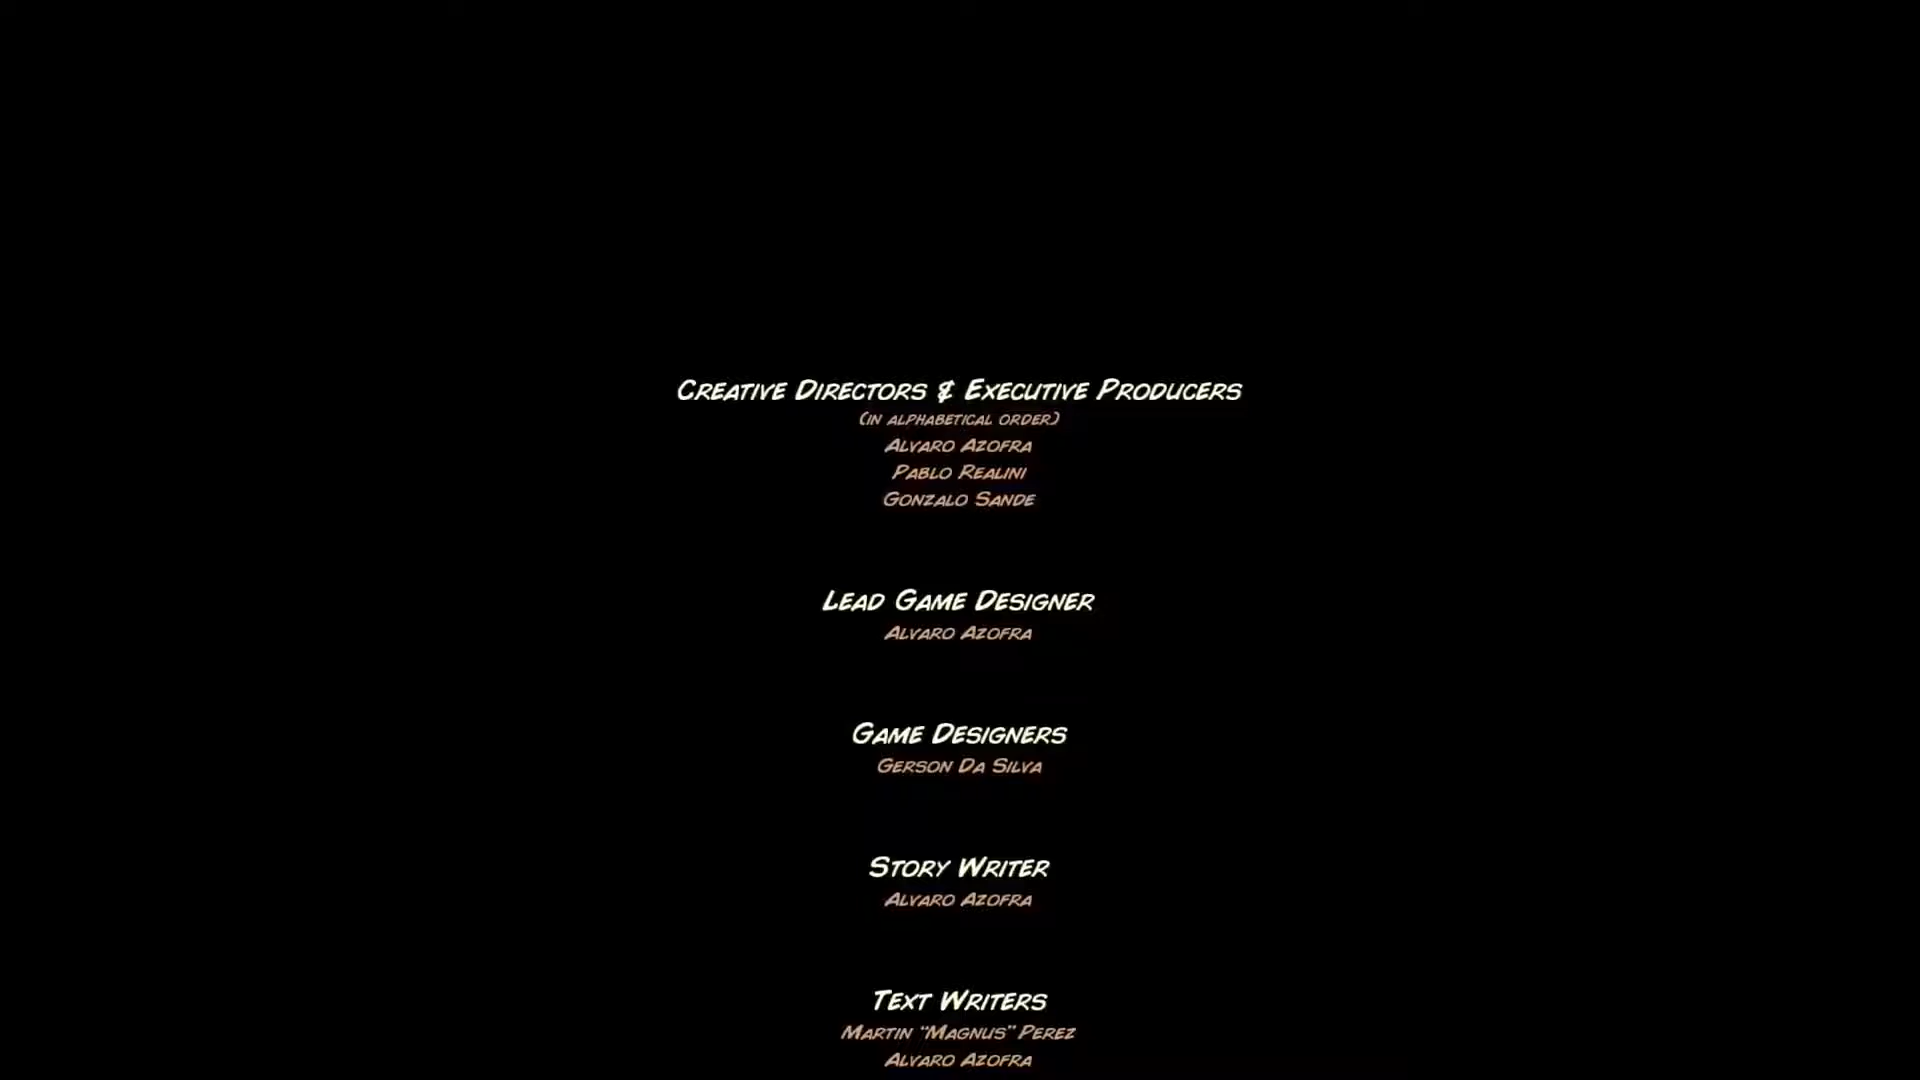 Creative Directors & Executive Producers
(in alphabetical order)
Alvaro Azofra
Pablo Realini
Gonzalo Sande
Lead Game Designer
Alvaro Azofra
Game Designers
Gerson Da Silva
Story Writer
Alvaro Azofra
Text Writers
Martin "Magnus" Perez
Alvaro Azofra